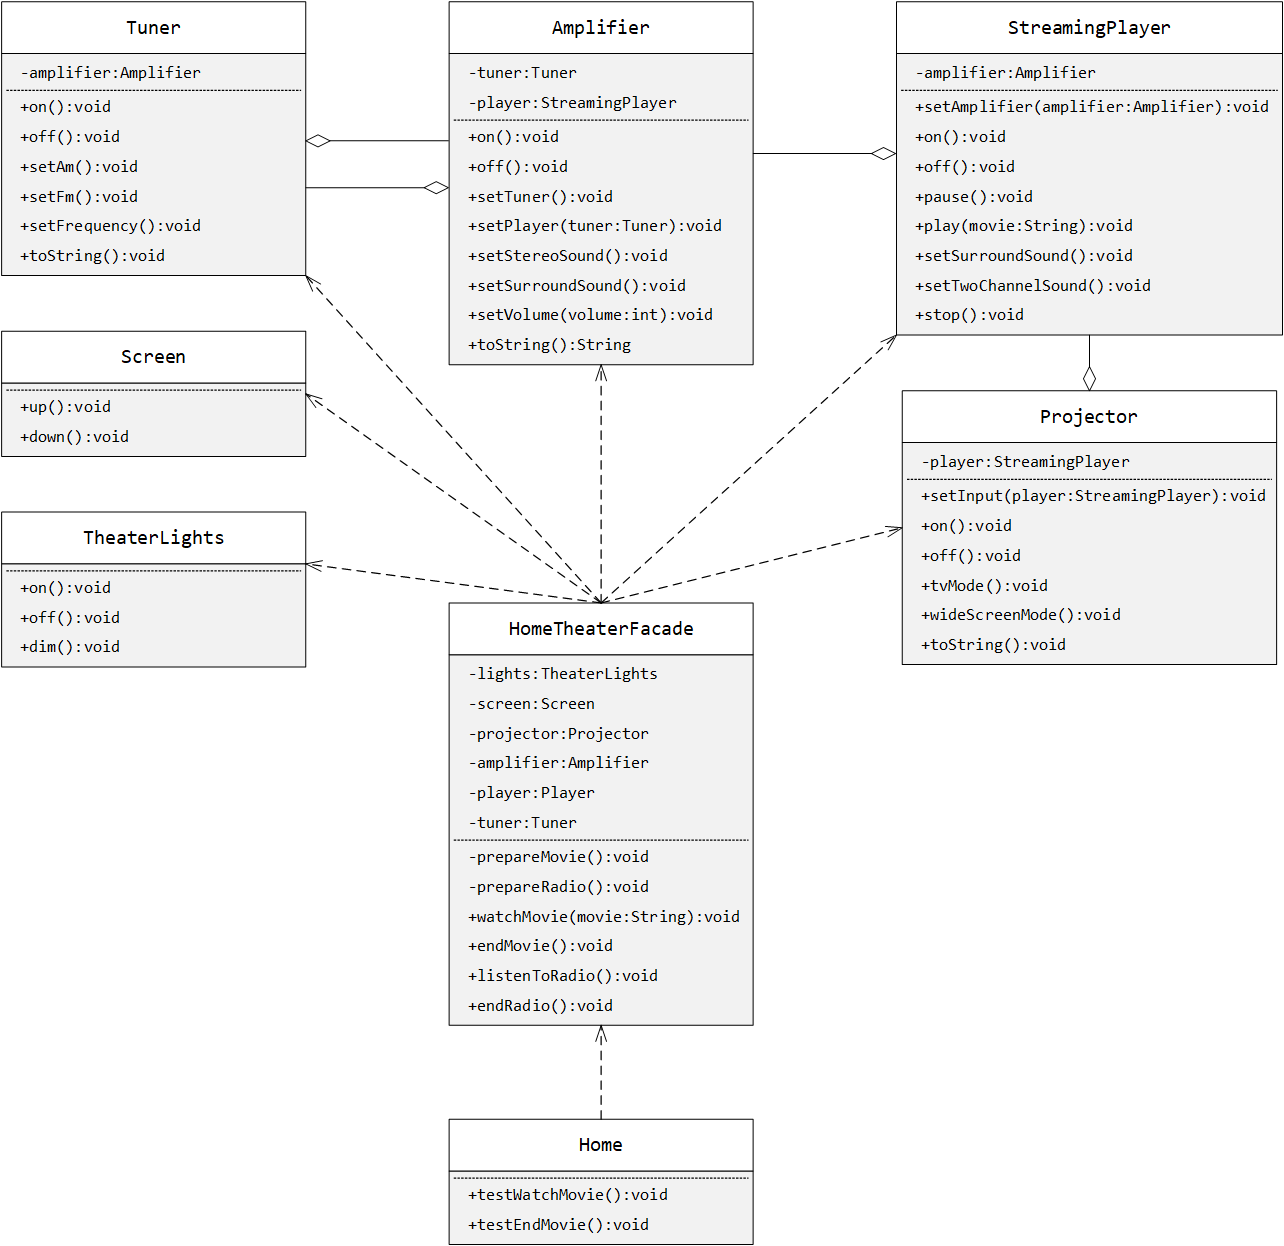 Tuner
-amplifier:Amplifier
+on():void
+off():void
+setAm():void
+setFm():void
+setFrequency():void
+toString():void
Amplifier
-tuner:Tuner
-player:StreamingPlayer
+on():void
+off():void
+setTuner():void
+setPlayer(tuner:Tuner):void
+setStereoSound():void
+setSurroundSound():void
+setVolume(volume:int):void
+toString():String
StreamingPlayer
-amplifier:Amplifier
+setAmplifier(amplifier:Amplifier):void
+on():void
+off():void
+pause():void
+play(movie:String):void
+setSurroundSound():void
+setTwoChannelSound():void
+stop():void
Screen
+up():void
+down():void
Projector
-player:StreamingPlayer
+setInput(player:StreamingPlayer):void
+on():void
+off():void
+tvMode():void
+wideScreenMode():void
+toString():void
TheaterLights
+on():void
+off():void
+dim():void
HomeTheaterFacade
-lights:TheaterLights
-screen:Screen
-projector:Projector
-amplifier:Amplifier
-player:Player
-tuner:Tuner
-prepareMovie():void
-prepareRadio():void
+watchMovie(movie:String):void
+endMovie():void
+listenToRadio():void
+endRadio():void
Home
+testWatchMovie():void
+testEndMovie():void